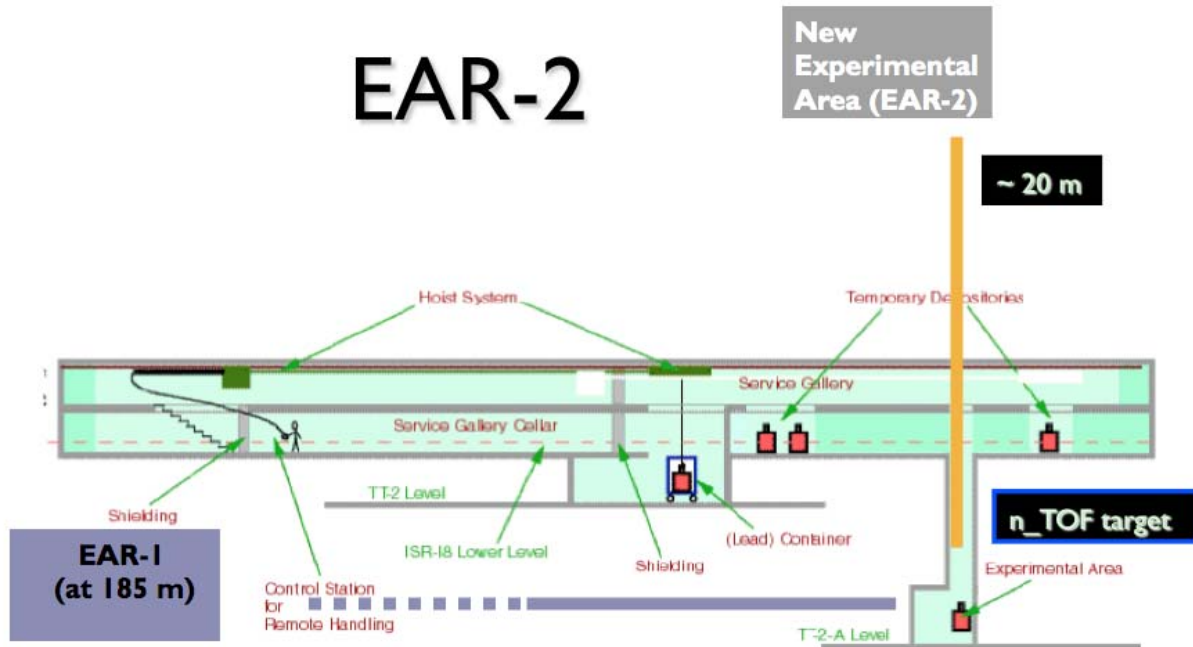 EAR-2
New
Experimental
Area (EAR-2)
~ 20 m
Hoist System
Temporary Depositories
Service Gallery
Service Gallery Cellar
TT-2 Level
Shielding
n_TOF target
EAR-1
(at 185 m)
ISR-I8 Lower Level
(Lead) Container
Shielding
Experimental Area
Control Station
for
Remote Handling
TT-2-A Level